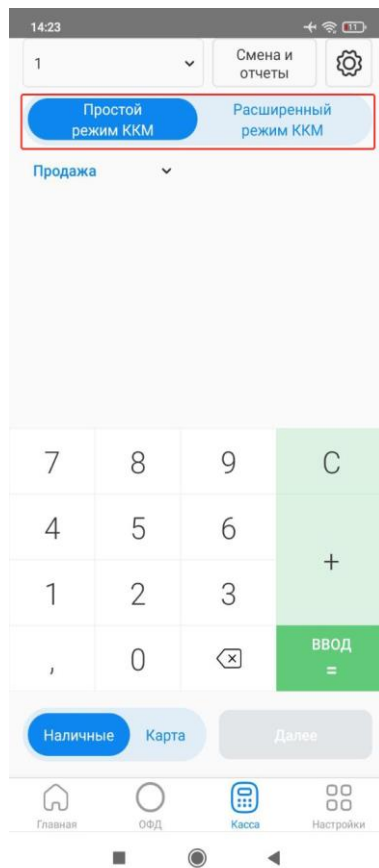 14:23
11
1
Смена и
отчеты
Простой
режим ККМ
Расширенный
режим ККМ
Продажа
7 8 9 C
4 5 6
+
1 2 3
, 0
ВВОД
=
Наличные Карта Далее
Главная ОФД Касса Настройки